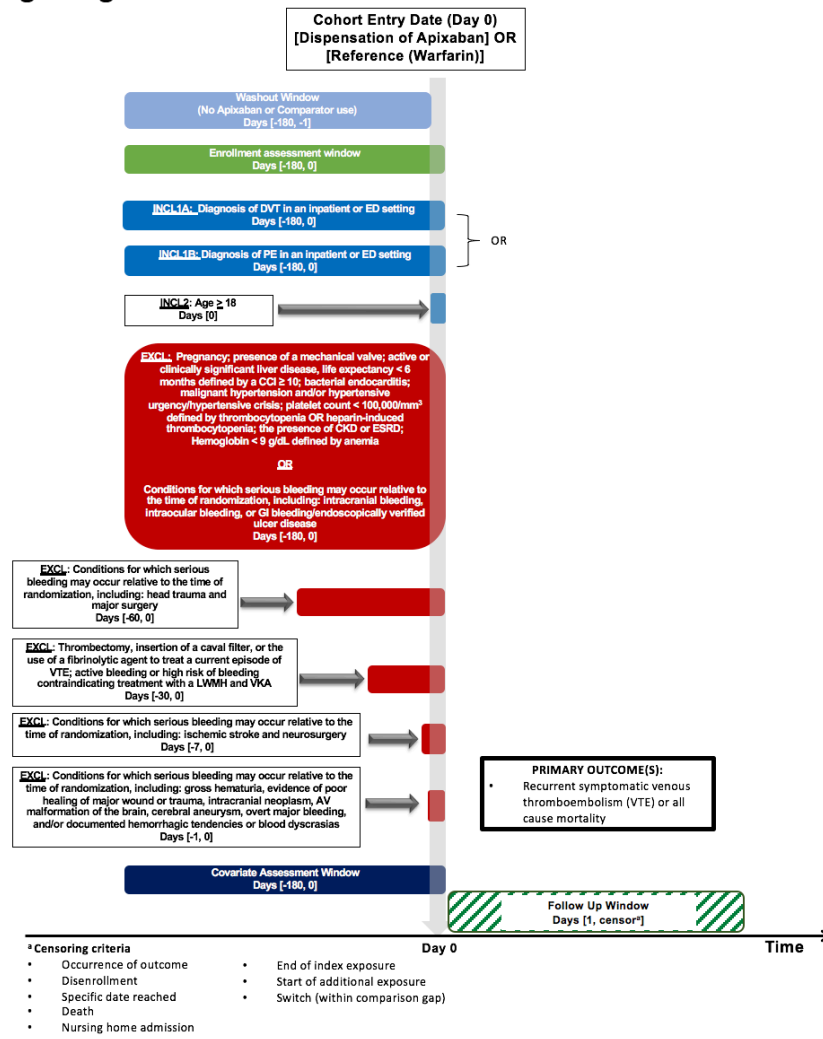 Cohort Entry Date (Day 0)
[Dispensation of Apixaban] OR
[Reference (Warfarin)]
Washout Window
(No Apixaban or Comparator use)
Days [-180, -1]
Enrollment assessment window
Days [-180, 0]
INCL1A: Diagnosis of DVT in an inpatient or ED setting
Days [-180, 0]
OR
INCL1B: Diagnosis of PE in an inpatient or ED setting
Days [-180, 0]
INCL2: Age ≥ 18
Days [0]
EXCL: Pregnancy; presence of a mechanical valve; active or
clinically significant liver disease, life expectancy < 6
months defined by a CCI ≥ 10; bacterial endocarditis;
malignant hypertension and/or hypertensive
urgency/hypertensive crisis; platelet count < 100,000/mm³
defined by thrombocytopenia OR heparin-induced
thrombocytopenia; the presence of CKD or ESRD;
Hemoglobin < 9 g/dL defined by anemia
OR
Conditions for which serious bleeding may occur relative to
the time of randomization, including: intracranial bleeding,
intraocular bleeding, or GI bleeding/endoscopically verified
ulcer disease
Days [-180, 0]
EXCL: Conditions for which serious
bleeding may occur relative to the time of
randomization, including: head trauma and
major surgery
Days [-60, 0]
EXCL: Thrombectomy, insertion of a caval filter, or the
use of a fibrinolytic agent to treat a current episode of
VTE; active bleeding or high risk of bleeding
contraindicating treatment with a LWMH and VKA
Days [-30, 0]
EXCL: Conditions for which serious bleeding may occur relative to the
time of randomization, including: ischemic stroke and neurosurgery
Days [-7, 0]
EXCL: Conditions for which serious bleeding may occur relative to the
time of randomization, including: gross hematuria, evidence of poor
healing of major wound or trauma, intracranial neoplasm, AV
malformation of the brain, cerebral aneurysm, overt major bleeding,
and/or documented hemorrhagic tendencies or blood dyscrasias
Days [-1, 0]
PRIMARY OUTCOME(S):
• Recurrent symptomatic venous
thromboembolism (VTE) or all
cause mortality
Covariate Assessment Window
Days [-180, 0]
Follow Up Window
Days [1, censorᵃ]
Day 0
Time
ᵃ Censoring criteria
• Occurrence of outcome
• Disenrollment
• Specific date reached
• Death
• Nursing home admission
• End of index exposure
• Start of additional exposure
• Switch (within comparison gap)